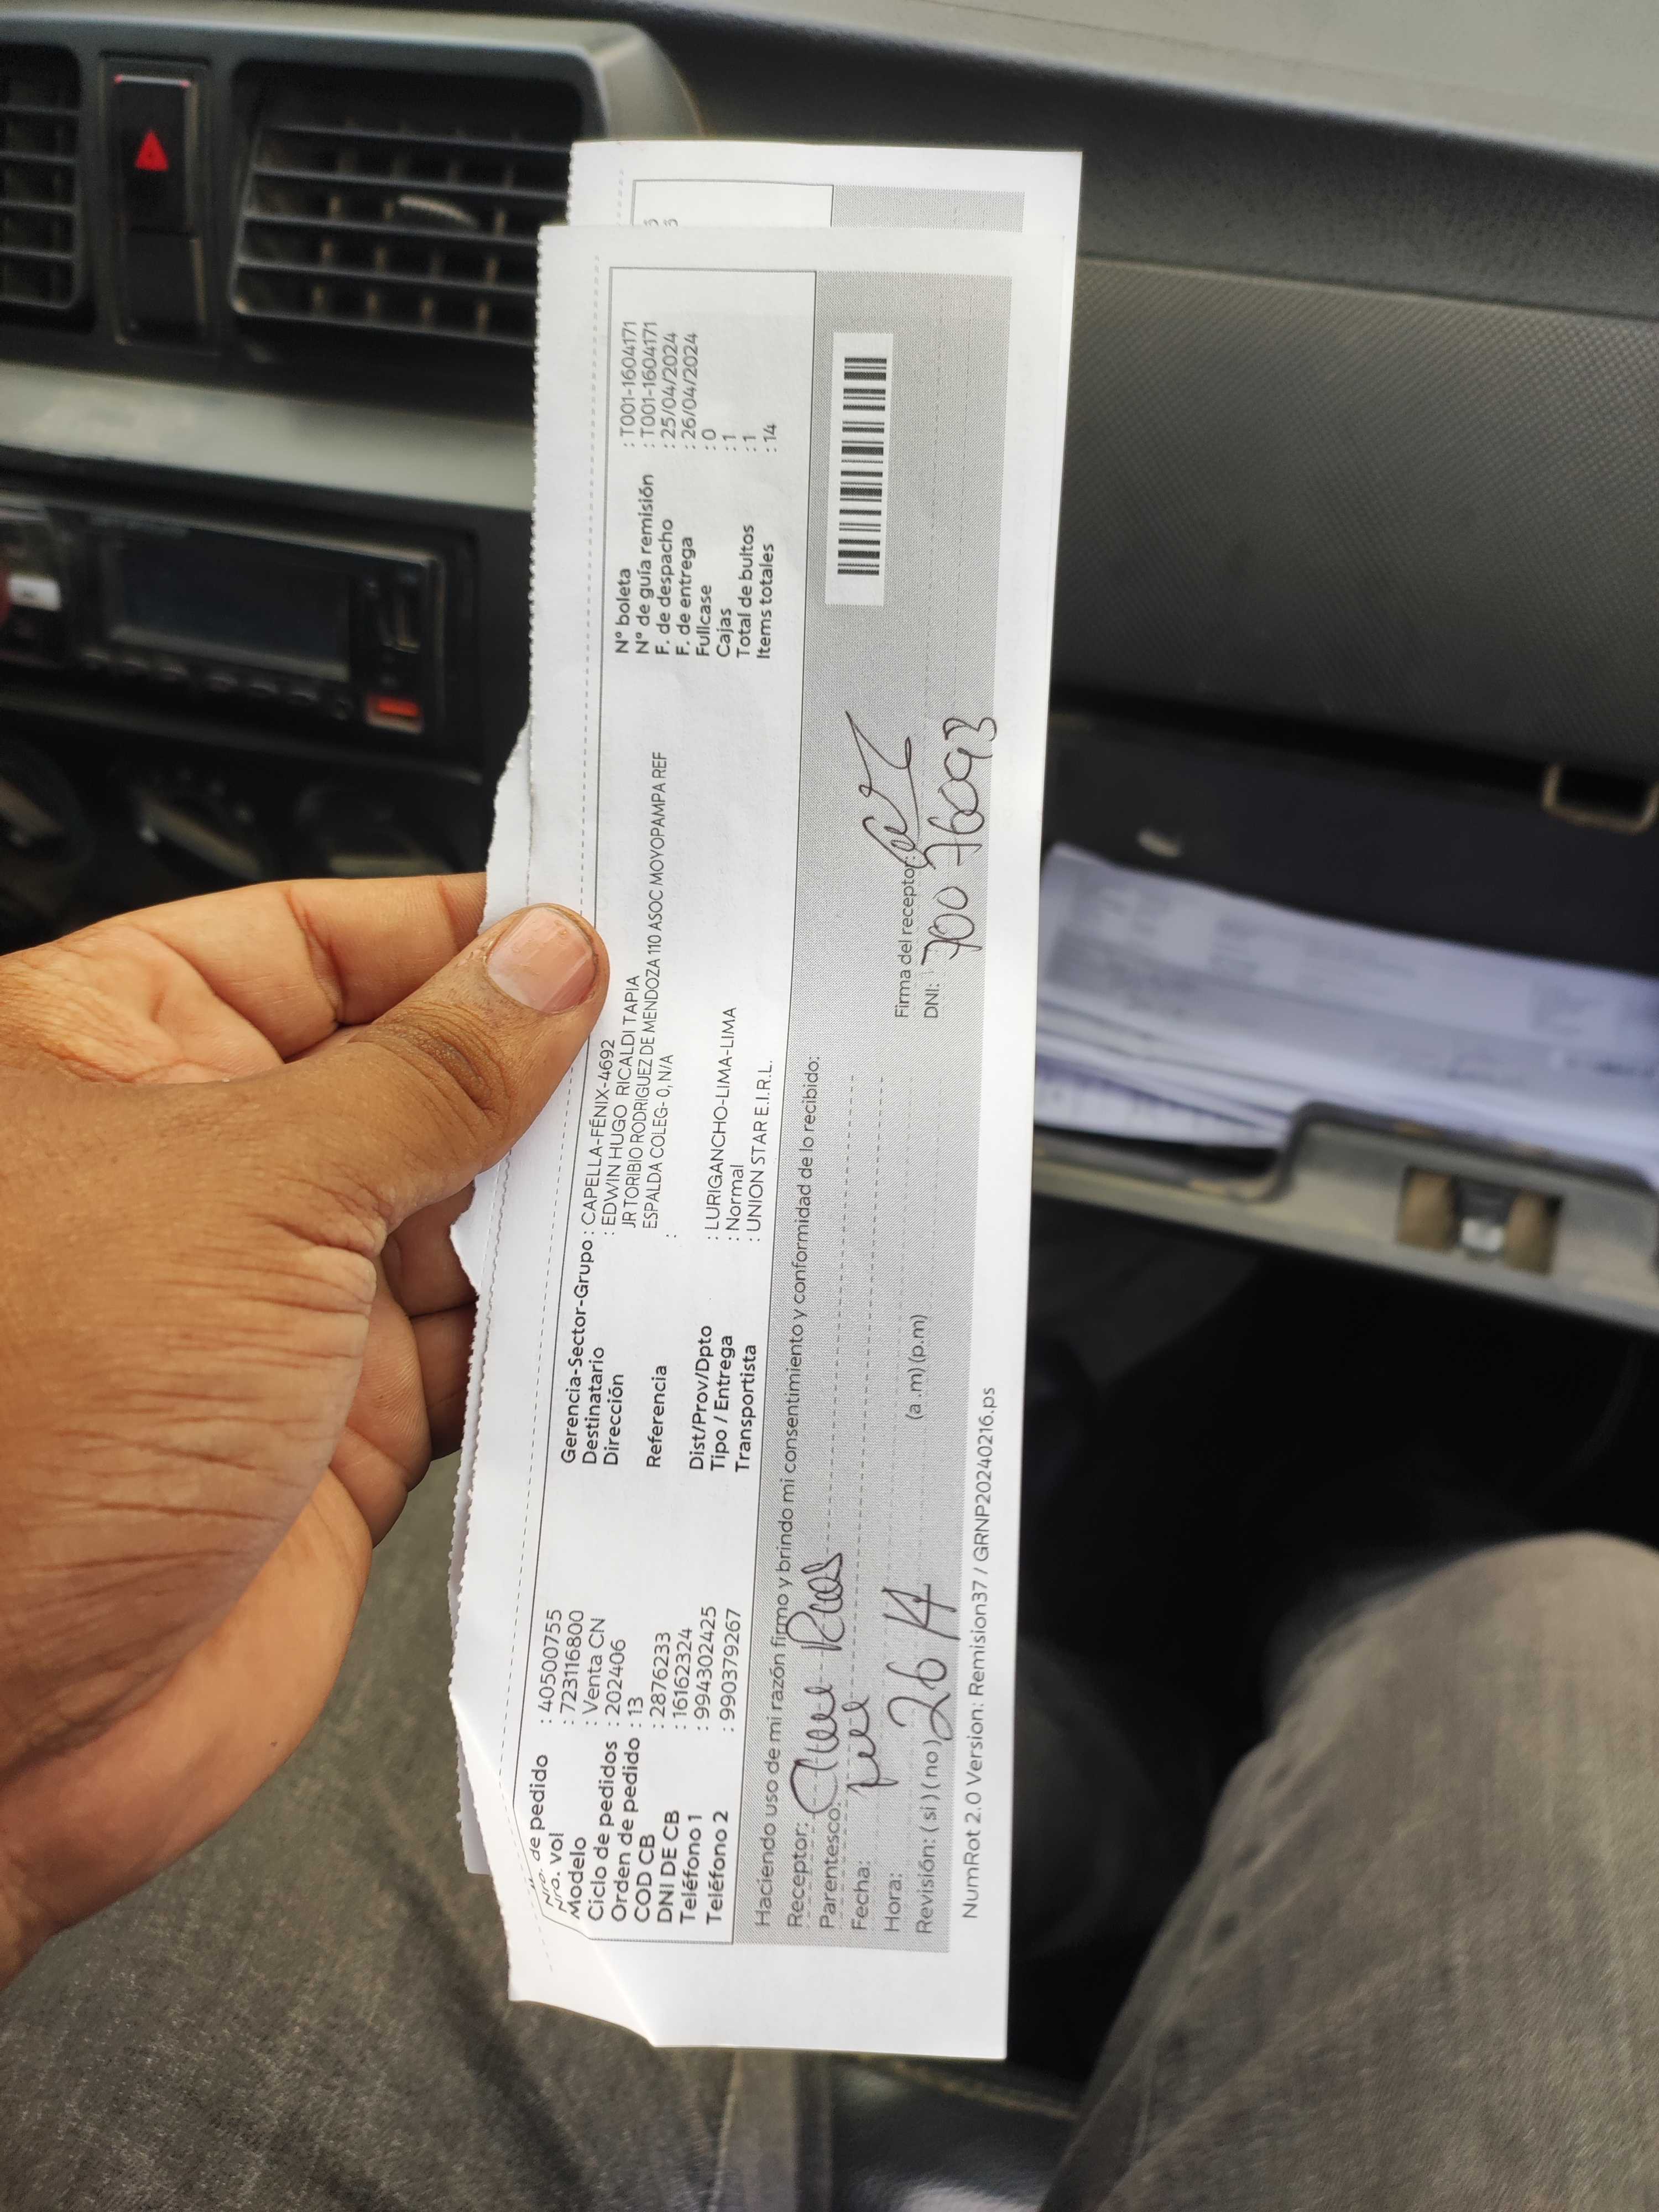 Nro. de pedido : 40500755
Nro. vol : 723116800
Modelo : Venta CN
Ciclo de pedidos : 202406
Orden de pedido : 13
COD CB : 2876233
DNI DE CB : 16162324
Teléfono 1 : 994302425
Teléfono 2 : 990379267
Gerencia-Sector-Grupo : CAPELLA-FÉNIX-4692
Destinatario : EDWIN HUGO RICALDI TAPIA
Dirección JR TORIBIO RODRIGUEZ DE MENDOZA 110 ASOC MOYOPAMPA REF
ESPALDA COLEG- 0, N/A
Referencia :
Dist/Prov/Dpto : LURIGANCHO-LIMA-LIMA
Tipo / Entrega : Normal
Transportista : UNION STAR E.I.R.L.
N° boleta : T001-1604171
N° de guía remisión : T001-1604171
F. de despacho : 25/04/2024
F. de entrega : 26/04/2024
Fullcase : 0
Cajas : 1
Total de bultos : 1
Items totales : 14
Haciendo uso de mi razón firmo y brindo mi consentimiento y conformidad de lo recibido:
Receptor:
Parentesco:
Fecha:
Hora: 26 (a .m) (p.m)
Revisión: (si) (no)
Firma del receptor
DNI: 70076093
NumRot 2.0 Version: Remision37 / GRNP20240216.ps